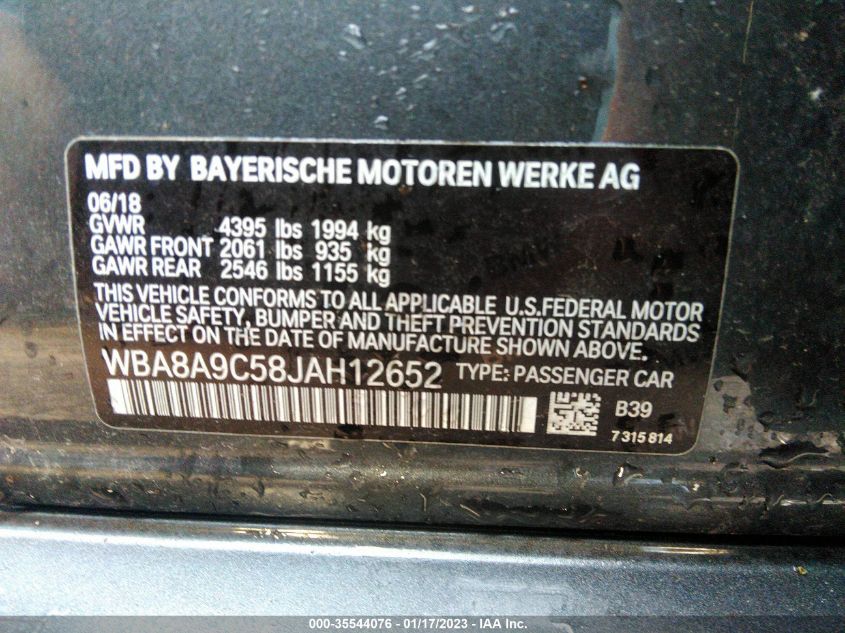 MFD BY BAYERISCHE MOTOREN WERKE AG
06/18
GVWR 4395 lbs 1994 kg
GAWR FRONT 2061 lbs 935 kg
GAWR REAR 2546 lbs 1155 kg
THIS VEHICLE CONFORMS TO ALL APPLICABLE U.S.FEDERAL MOTOR
VEHICLE SAFETY, BUMPER AND THEFT PREVENTION STANDARDS
IN EFFECT ON THE DATE OF MANUFACTURE SHOWN ABOVE.
WBA8A9C58JAH12652 TYPE: PASSENGER CAR
B39
7 315 814
000-35544076 - 01/17/2023 - IAA Inc.